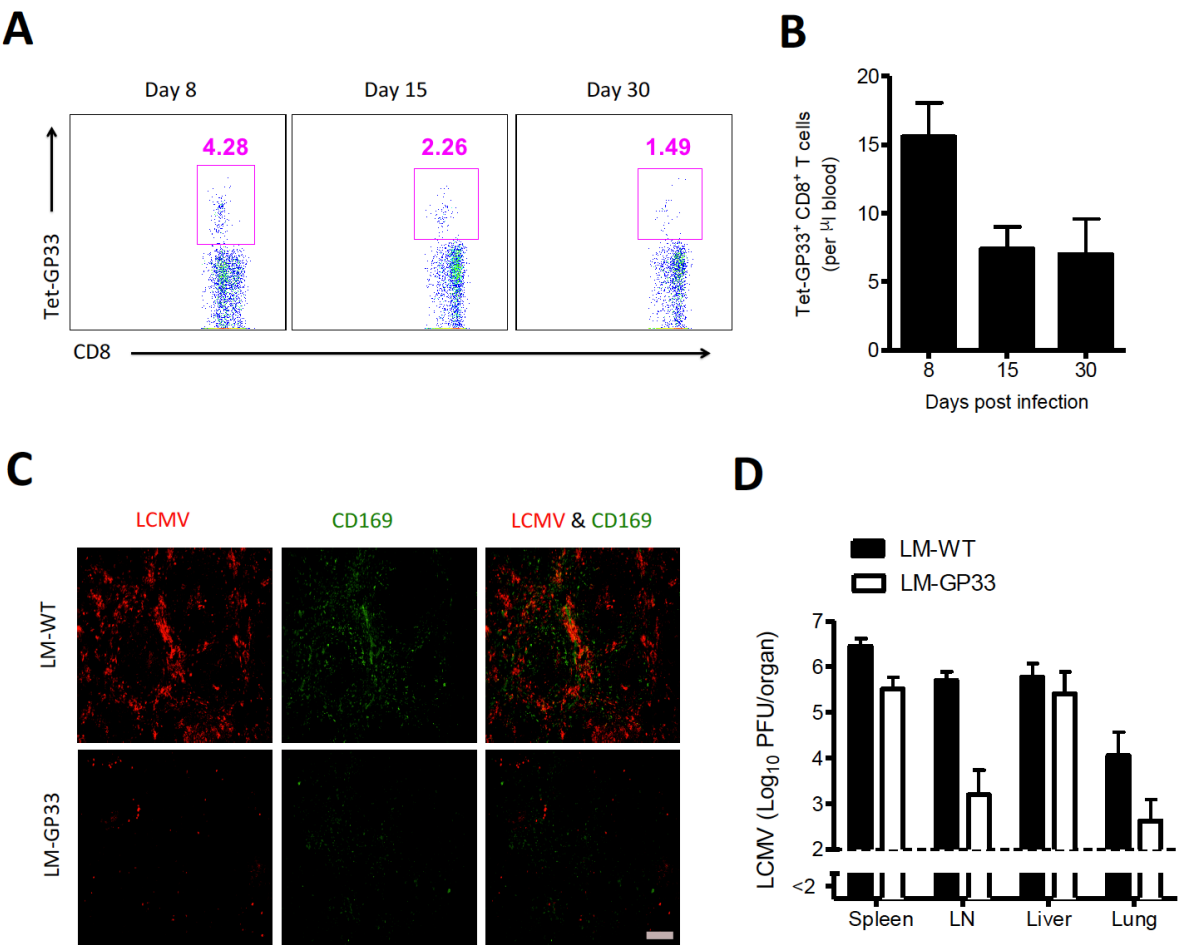 A
Day 8
Day 15
Day 30
4.28
2.26
1.49
Tet-GP33
CD8
B
20
15
10
5
0
Tet-GP33⁺ CD8⁺ T cells
(per µl blood)
8
15
30
Days post infection
C
LCMV
CD169
LCMV & CD169
LM-WT
LM-GP33
D
LM-WT
LM-GP33
LCMV (Log₁₀ PFU/organ)
7
6
5
4
3
2
<2
Spleen
LN
Liver
Lung